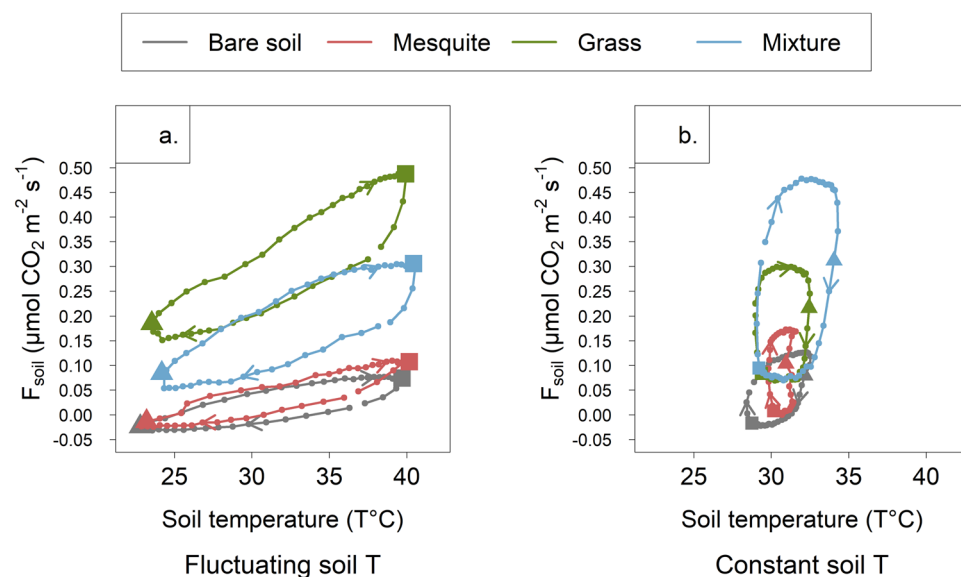 Bare soil Mesquite Grass Mixture
a.
F_soil (µmol CO₂ m⁻² s⁻¹)
0.50
0.45
0.40
0.35
0.30
0.25
0.20
0.15
0.10
0.05
0.00
-0.05
25 30 35 40
Soil temperature (T°C)
Fluctuating soil T
b.
F_soil (µmol CO₂ m⁻² s⁻¹)
0.50
0.45
0.40
0.35
0.30
0.25
0.20
0.15
0.10
0.05
0.00
-0.05
25 30 35 40
Soil temperature (T°C)
Constant soil T